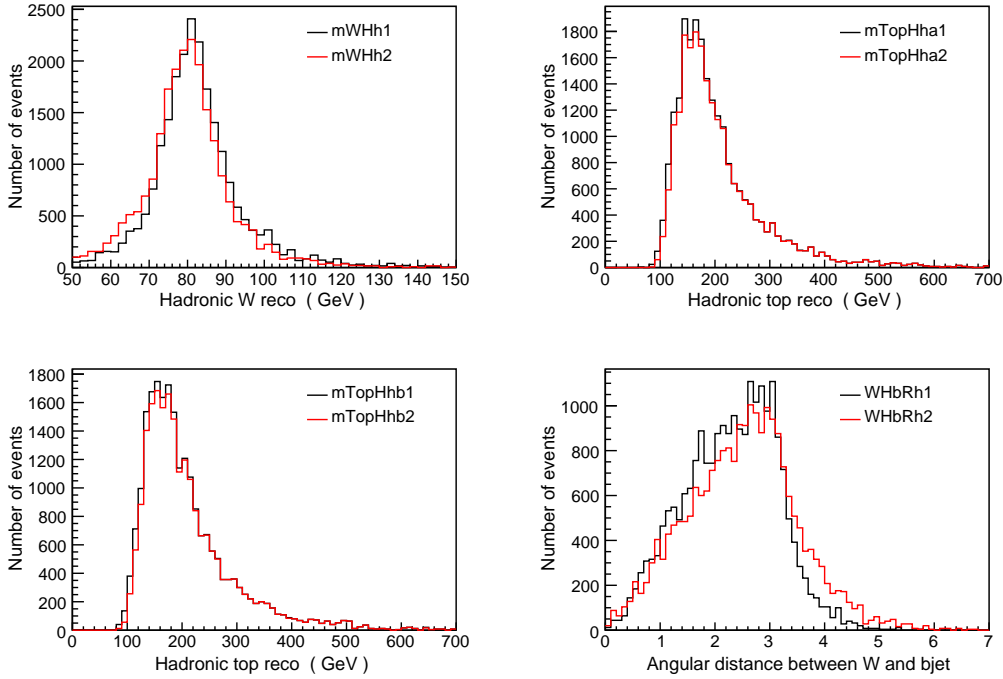 Number of events
2500
2000
1500
1000
500
0
mWHh1
mWHh2
50 60 70 80 90 100 110 120 130 140 150
Hadronic W reco ( GeV )
Number of events
1800
1600
1400
1200
1000
800
600
400
200
0
mTopHha1
mTopHha2
0 100 200 300 400 500 600 700
Hadronic top reco ( GeV )
Number of events
1800
1600
1400
1200
1000
800
600
400
200
0
mTopHhb1
mTopHhb2
0 100 200 300 400 500 600 700
Hadronic top reco ( GeV )
Number of events
1000
800
600
400
200
0
WHbRh1
WHbRh2
0 1 2 3 4 5 6 7
Angular distance between W and bjet